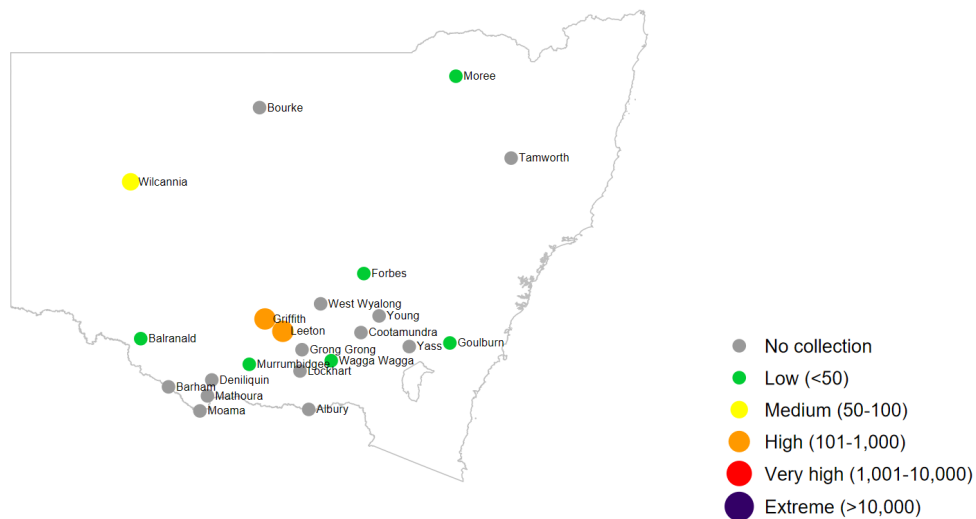 Moree
Bourke
Tamworth
Wilcannia
Forbes
West Wyalong
Griffith
Young
Leeton
Cootamundra
Balranald
Goulburn
Yass
Grong Grong
Wagga Wagga
Murrumbidgee
Lockhart
Deniliquin
Barham
Mathoura
Moama
Albury
No collection
Low (<50)
Medium (50-100)
High (101-1,000)
Very high (1,001-10,000)
Extreme (>10,000)